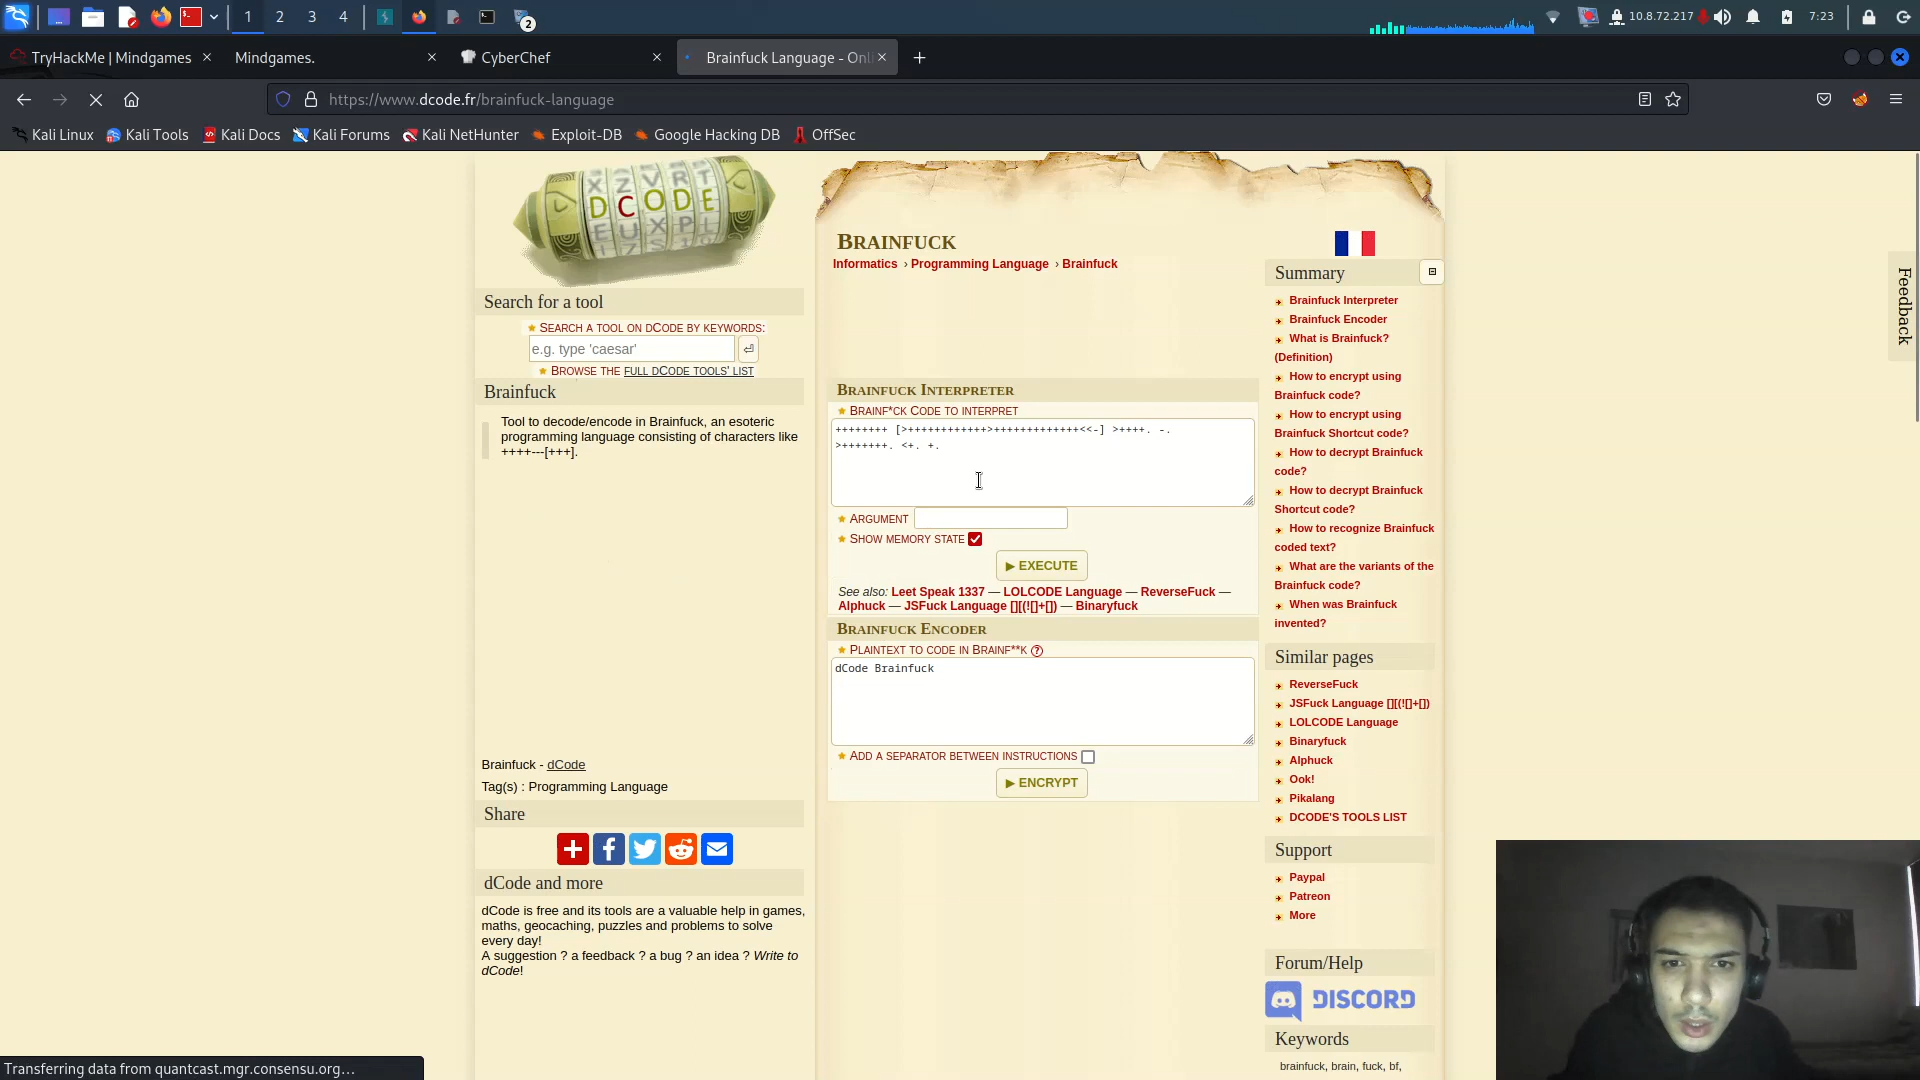 1 2 3 4 2 10.8.72.217 7:23
TryHackMe | Mindgames
Mindgames.
CyberChef
Brainfuck Language - Onli
https://www.dcode.fr/brainfuck-language
Kali Linux Kali Tools Kali Docs Kali Forums Kali NetHunter Exploit-DB Google Hacking DB OffSec
DCODE
Search for a tool
SEARCH A TOOL ON DCODE BY KEYWORDS:
e.g. type 'caesar'
BROWSE THE FULL DCODE TOOLS' LIST
Brainfuck
Tool to decode/encode in Brainfuck, an esoteric
programming language consisting of characters like
++++---[+++].
Brainfuck - dCode
Tag(s) : Programming Language
Share
dCode and more
dCode is free and its tools are a valuable help in games,
maths, geocaching, puzzles and problems to solve
every day!
A suggestion ? a feedback ? a bug ? an idea ? Write to
dCode!
BRAINFUCK
Informatics › Programming Language › Brainfuck
BRAINFUCK INTERPRETER
BRAINF*CK CODE TO INTERPRET
++++++++ [>++++++++++++>+++++++++++++<<-] >++++. -.
>+++++++. <+. +.
ARGUMENT
SHOW MEMORY STATE
▶ EXECUTE
See also: Leet Speak 1337 — LOLCODE Language — ReverseFuck —
Alphuck — JSFuck Language [][(![]+[]) — Binaryfuck
BRAINFUCK ENCODER
PLAINTEXT TO CODE IN BRAINF**K ?
dCode Brainfuck
ADD A SEPARATOR BETWEEN INSTRUCTIONS
▶ ENCRYPT
Summary
Brainfuck Interpreter
Brainfuck Encoder
What is Brainfuck?
(Definition)
How to encrypt using
Brainfuck code?
How to encrypt using
Brainfuck Shortcut code?
How to decrypt Brainfuck
code?
How to decrypt Brainfuck
Shortcut code?
How to recognize Brainfuck
coded text?
What are the variants of the
Brainfuck code?
When was Brainfuck
invented?
Similar pages
ReverseFuck
JSFuck Language [][(![]+[])
LOLCODE Language
Binaryfuck
Alphuck
Ook!
Pikalang
DCODE'S TOOLS LIST
Support
Paypal
Patreon
More
Forum/Help
DISCORD
Keywords
brainfuck, brain, fuck, bf,
Feedback
Transferring data from quantcast.mgr.consensu.org…